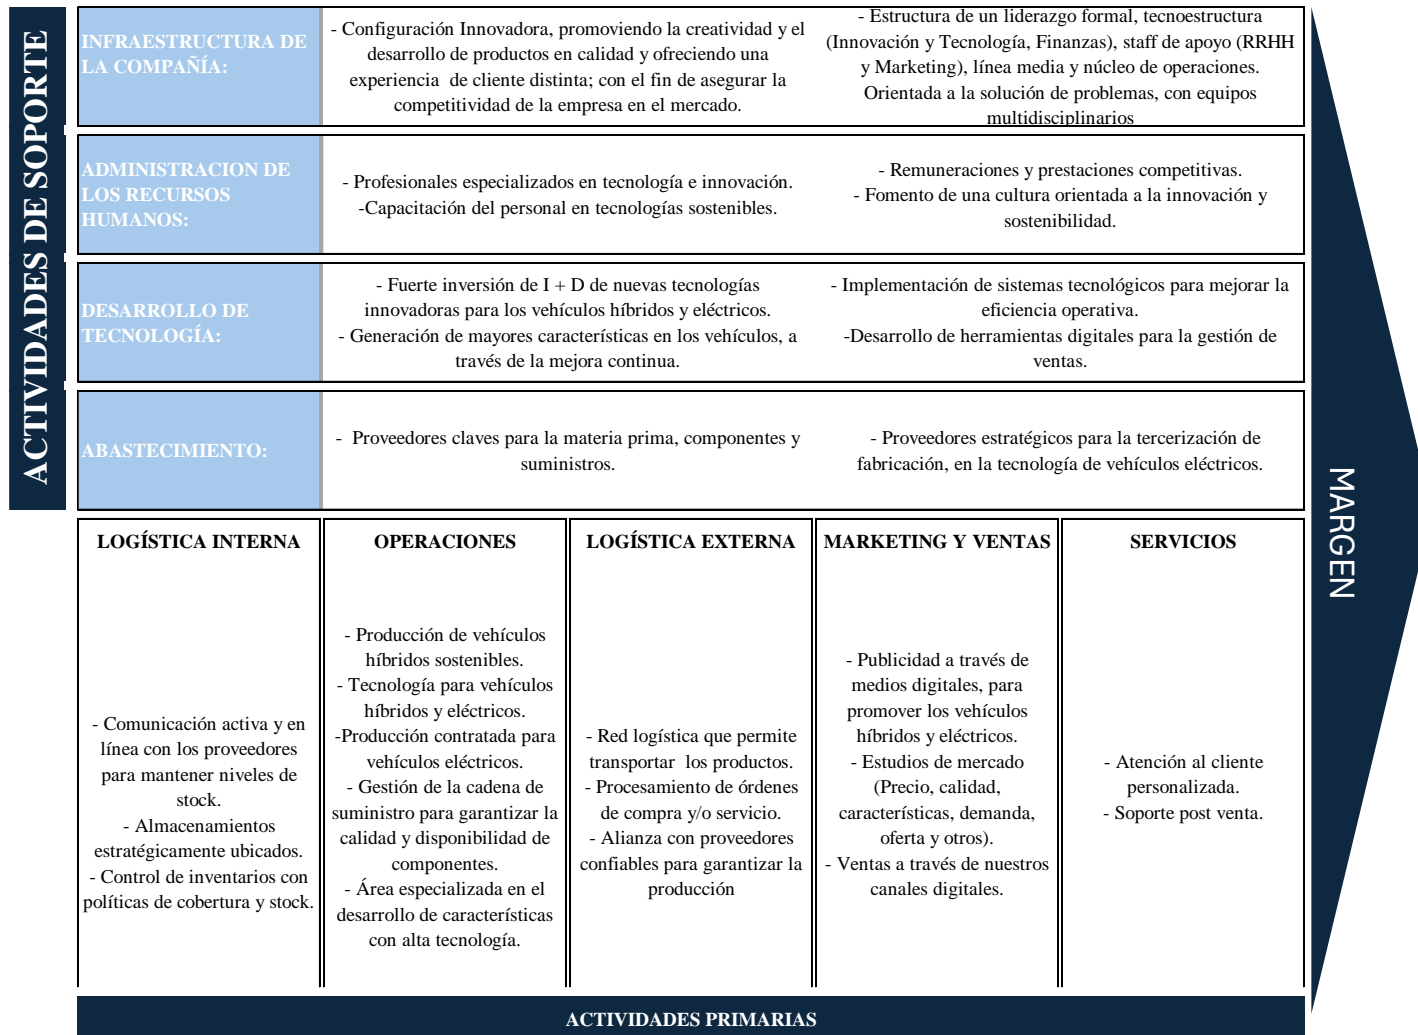 ACTIVIDADES DE SOPORTE
INFRAESTRUCTURA DE
LA COMPAÑÍA:
- Configuración Innovadora, promoviendo la creatividad y el
desarrollo de productos en calidad y ofreciendo una
experiencia  de cliente distinta; con el fin de asegurar la
competitividad de la empresa en el mercado.
- Estructura de un liderazgo formal, tecnoestructura
(Innovación y Tecnología, Finanzas), staff de apoyo (RRHH
y Marketing), línea media y núcleo de operaciones.
Orientada a la solución de problemas, con equipos
multidisciplinarios
ADMINISTRACION DE
LOS RECURSOS
HUMANOS:
- Profesionales especializados en tecnología e innovación.
-Capacitación del personal en tecnologías sostenibles.
- Remuneraciones y prestaciones competitivas.
- Fomento de una cultura orientada a la innovación y
sostenibilidad.
DESARROLLO DE
TECNOLOGÍA:
- Fuerte inversión de I + D de nuevas tecnologías
innovadoras para los vehículos híbridos y eléctricos.
- Generación de mayores características en los vehículos, a
través de la mejora continua.
- Implementación de sistemas tecnológicos para mejorar la
eficiencia operativa.
-Desarrollo de herramientas digitales para la gestión de
ventas.
ABASTECIMIENTO:
-  Proveedores claves para la materia prima, componentes y
suministros.
- Proveedores estratégicos para la tercerización de
fabricación, en la tecnología de vehículos eléctricos.
LOGÍSTICA INTERNA
- Comunicación activa y en
línea con los proveedores
para mantener niveles de
stock.
- Almacenamientos
estratégicamente ubicados.
- Control de inventarios con
políticas de cobertura y stock.
OPERACIONES
- Producción de vehículos
híbridos sostenibles.
- Tecnología para vehículos
híbridos y eléctricos.
-Producción contratada para
vehículos eléctricos.
- Gestión de la cadena de
suministro para garantizar la
calidad y disponibilidad de
componentes.
- Área especializada en el
desarrollo de características
con alta tecnología.
LOGÍSTICA EXTERNA
- Red logística que permite
transportar  los productos.
- Procesamiento de órdenes
de compra y/o servicio.
- Alianza con proveedores
confiables para garantizar la
producción
MARKETING Y VENTAS
- Publicidad a través de
medios digitales, para
promover los vehículos
híbridos y eléctricos.
- Estudios de mercado
(Precio, calidad,
características, demanda,
oferta y otros).
- Ventas a través de nuestros
canales digitales.
SERVICIOS
- Atención al cliente
personalizada.
- Soporte post venta.
MARGEN
ACTIVIDADES PRIMARIAS